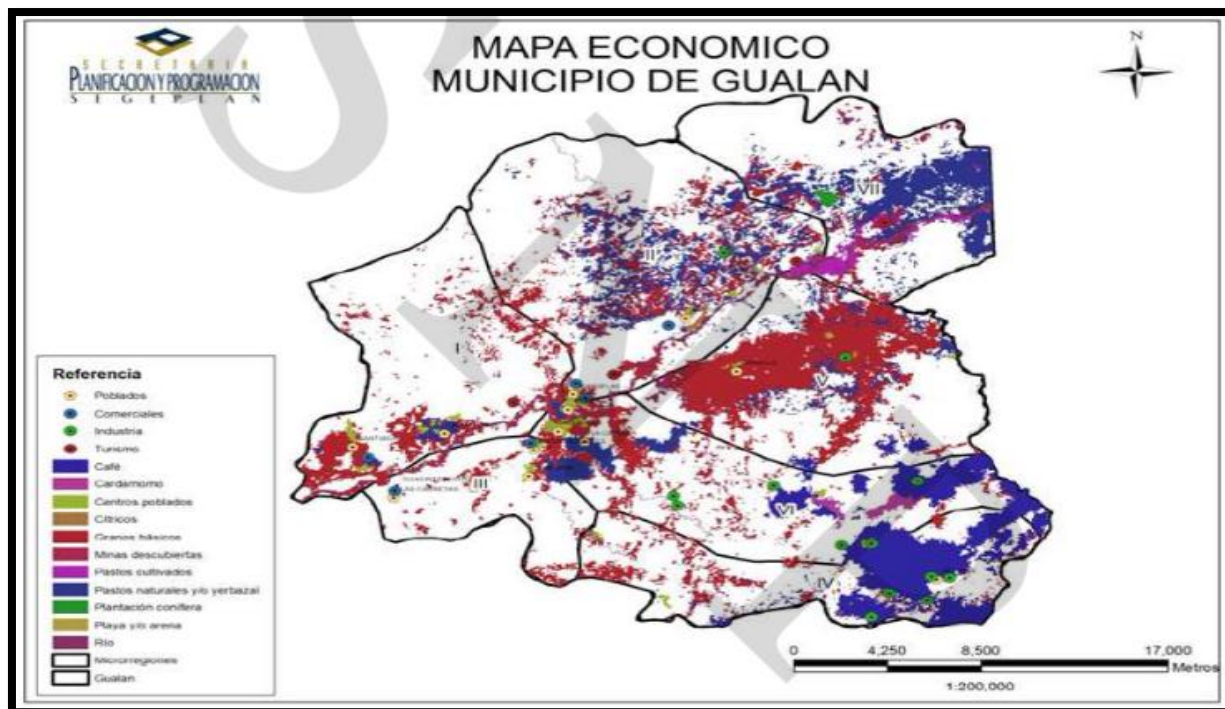 SECRETARIA
PLANIFICACION Y PROGRAMACION
SEGEPLAN
MAPA ECONOMICO
MUNICIPIO DE GUALAN
N
VII
II
I
V
III
VI
IV
Referencia
Poblados
Comerciales
Industria
Turismo
Café
Cardamomo
Centros poblados
Cítricos
Granos básicos
Minas descubiertas
Pastos cultivados
Pastos naturales y/o yerbazal
Plantación conífera
Playa y/o arena
Río
Microrregiones
Gualan
0 4,250 8,500 17,000
Metros
1:200,000